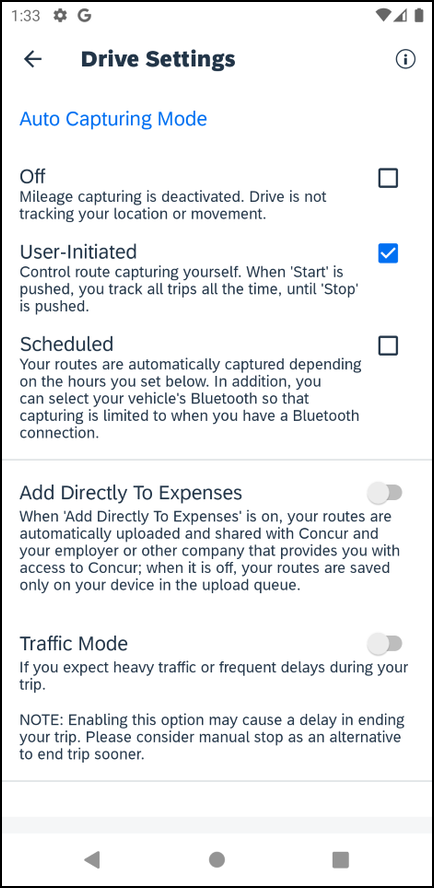 1:33
Drive Settings
Auto Capturing Mode
Off
Mileage capturing is deactivated. Drive is not
tracking your location or movement.
User-Initiated
Control route capturing yourself. When 'Start' is
pushed, you track all trips all the time, until 'Stop'
is pushed.
Scheduled
Your routes are automatically captured depending
on the hours you set below. In addition, you
can select your vehicle's Bluetooth so that
capturing is limited to when you have a Bluetooth
connection.
Add Directly To Expenses
When 'Add Directly To Expenses' is on, your routes are
automatically uploaded and shared with Concur and
your employer or other company that provides you with
access to Concur; when it is off, your routes are saved
only on your device in the upload queue.
Traffic Mode
If you expect heavy traffic or frequent delays during your
trip.
NOTE: Enabling this option may cause a delay in ending
your trip. Please consider manual stop as an alternative
to end trip sooner.